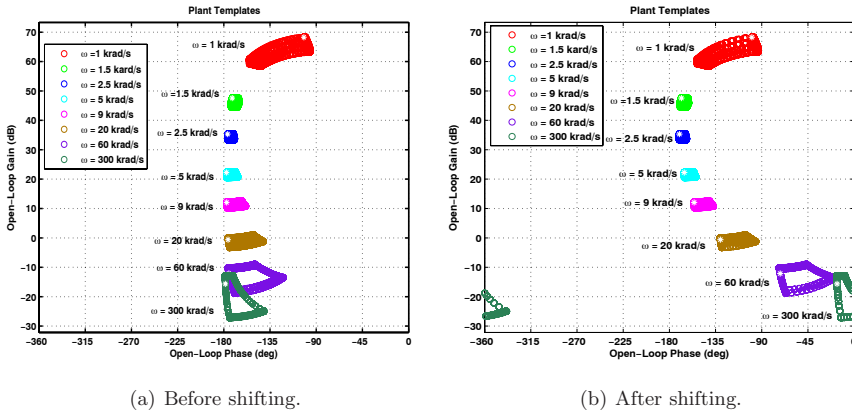 Plant Templates
70
60
50
40
30
20
10
0
−10
−20
−30
Open−Loop Gain (dB)
ω =1 krad/s
ω = 1.5 kard/s
ω = 2.5 krad/s
ω = 5 krad/s
ω = 9 krad/s
ω = 20 krad/s
ω = 60 krad/s
ω = 300 krad/s
ω = 1 krad/s
ω=1.5 krad/s
ω = 2.5 krad/s
ω = 5 krad/s
ω = 9 krad/s
ω = 20 krad/s
ω = 60 krad/s
ω = 300 krad/s
−360 −315 −270 −225 −180 −135 −90 −45 0
Open−Loop Phase (deg)
(a) Before shifting.
Plant Templates
70
60
50
40
30
20
10
0
−10
−20
−30
Open−Loop Gain (dB)
ω =1 krad/s
ω = 1.5 krad/s
ω = 2.5 krad/s
ω = 5 krad/s
ω = 9 krad/s
ω = 20 krad/s
ω = 60 krad/s
ω = 300 krad/s
ω = 1 krad/s
ω=1.5 krad/s
ω = 2.5 krad/s
ω = 5 krad/s
ω = 9 krad/s
ω = 20 krad/s
ω = 60 krad/s
ω = 300 krad/s
−360 −315 −270 −225 −180 −135 −90 −45 0
Open−Loop Phase (deg)
(b) After shifting.